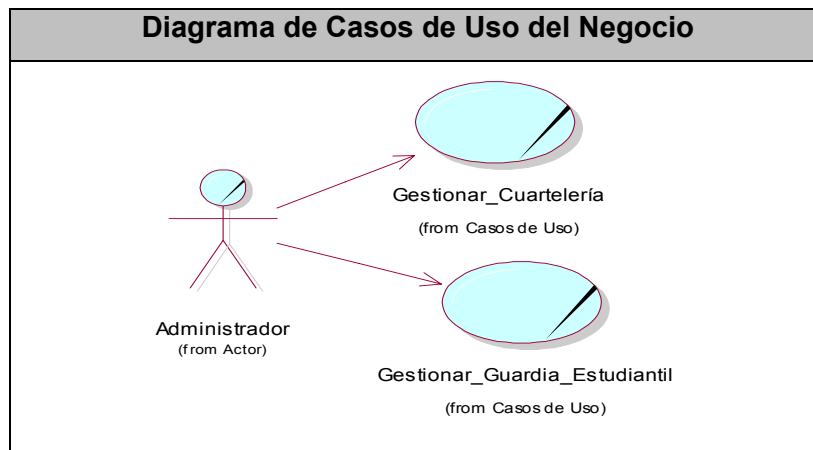 Diagrama de Casos de Uso del Negocio
Gestionar_Cuartelería
(from Casos de Uso)
Administrador
(from Actor)
Gestionar_Guardia_Estudiantil
(from Casos de Uso)